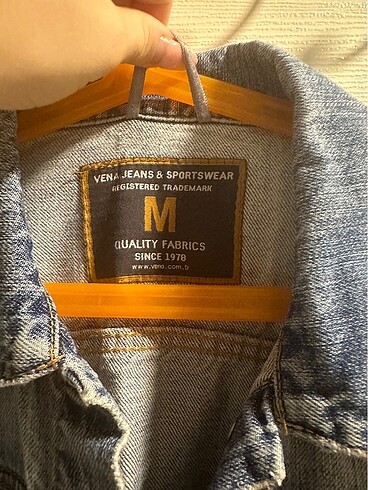 VENA JEANS & SPORTSWEAR
REGISTERED TRADEMARK
M
QUALITY FABRICS
SINCE 1978
www.vena.com.tr